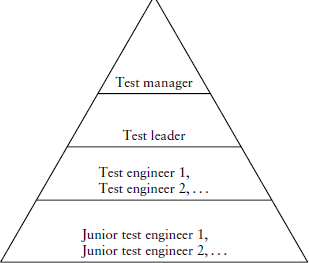 Test manager
Test leader
Test engineer 1,
Test engineer 2, ...
Junior test engineer 1,
Junior test engineer 2, ...